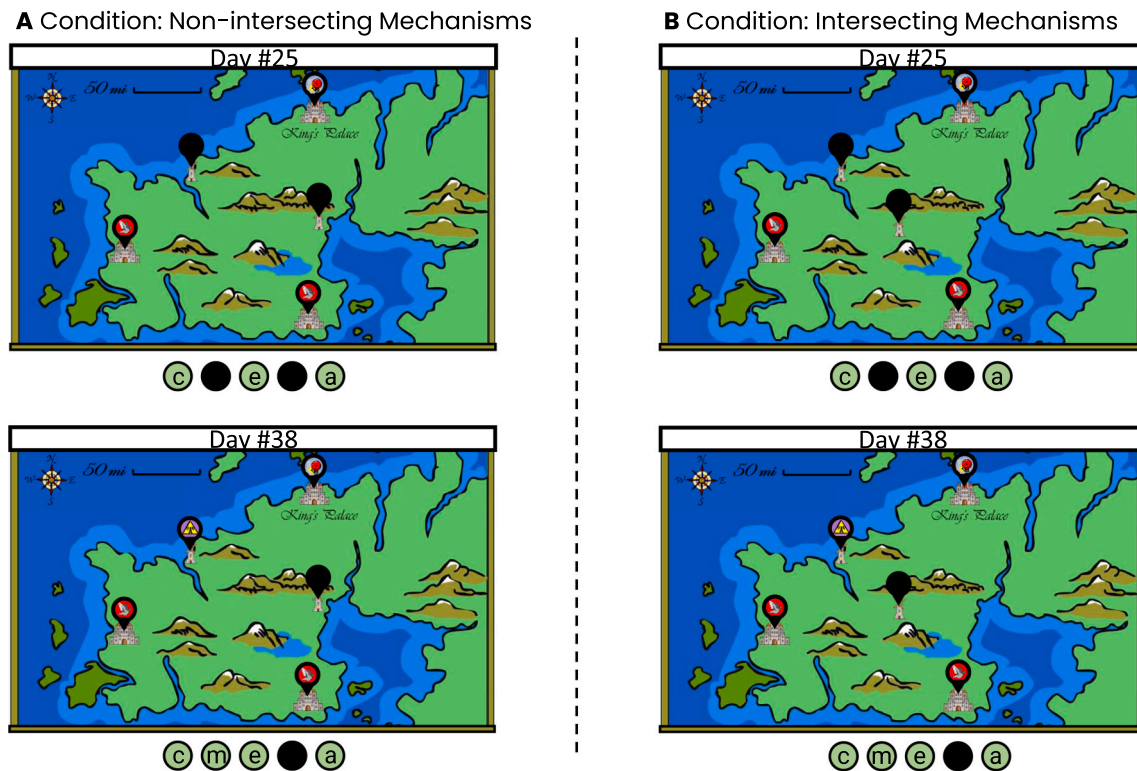 A Condition: Non-intersecting Mechanisms
Day #25
N
W E
S
50 mi
King's Palace
c e a
Day #38
N
W E
S
50 mi
King's Palace
c m e a
B Condition: Intersecting Mechanisms
Day #25
N
W E
S
50 mi
King's Palace
c e a
Day #38
N
W E
S
50 mi
King's Palace
c m e a